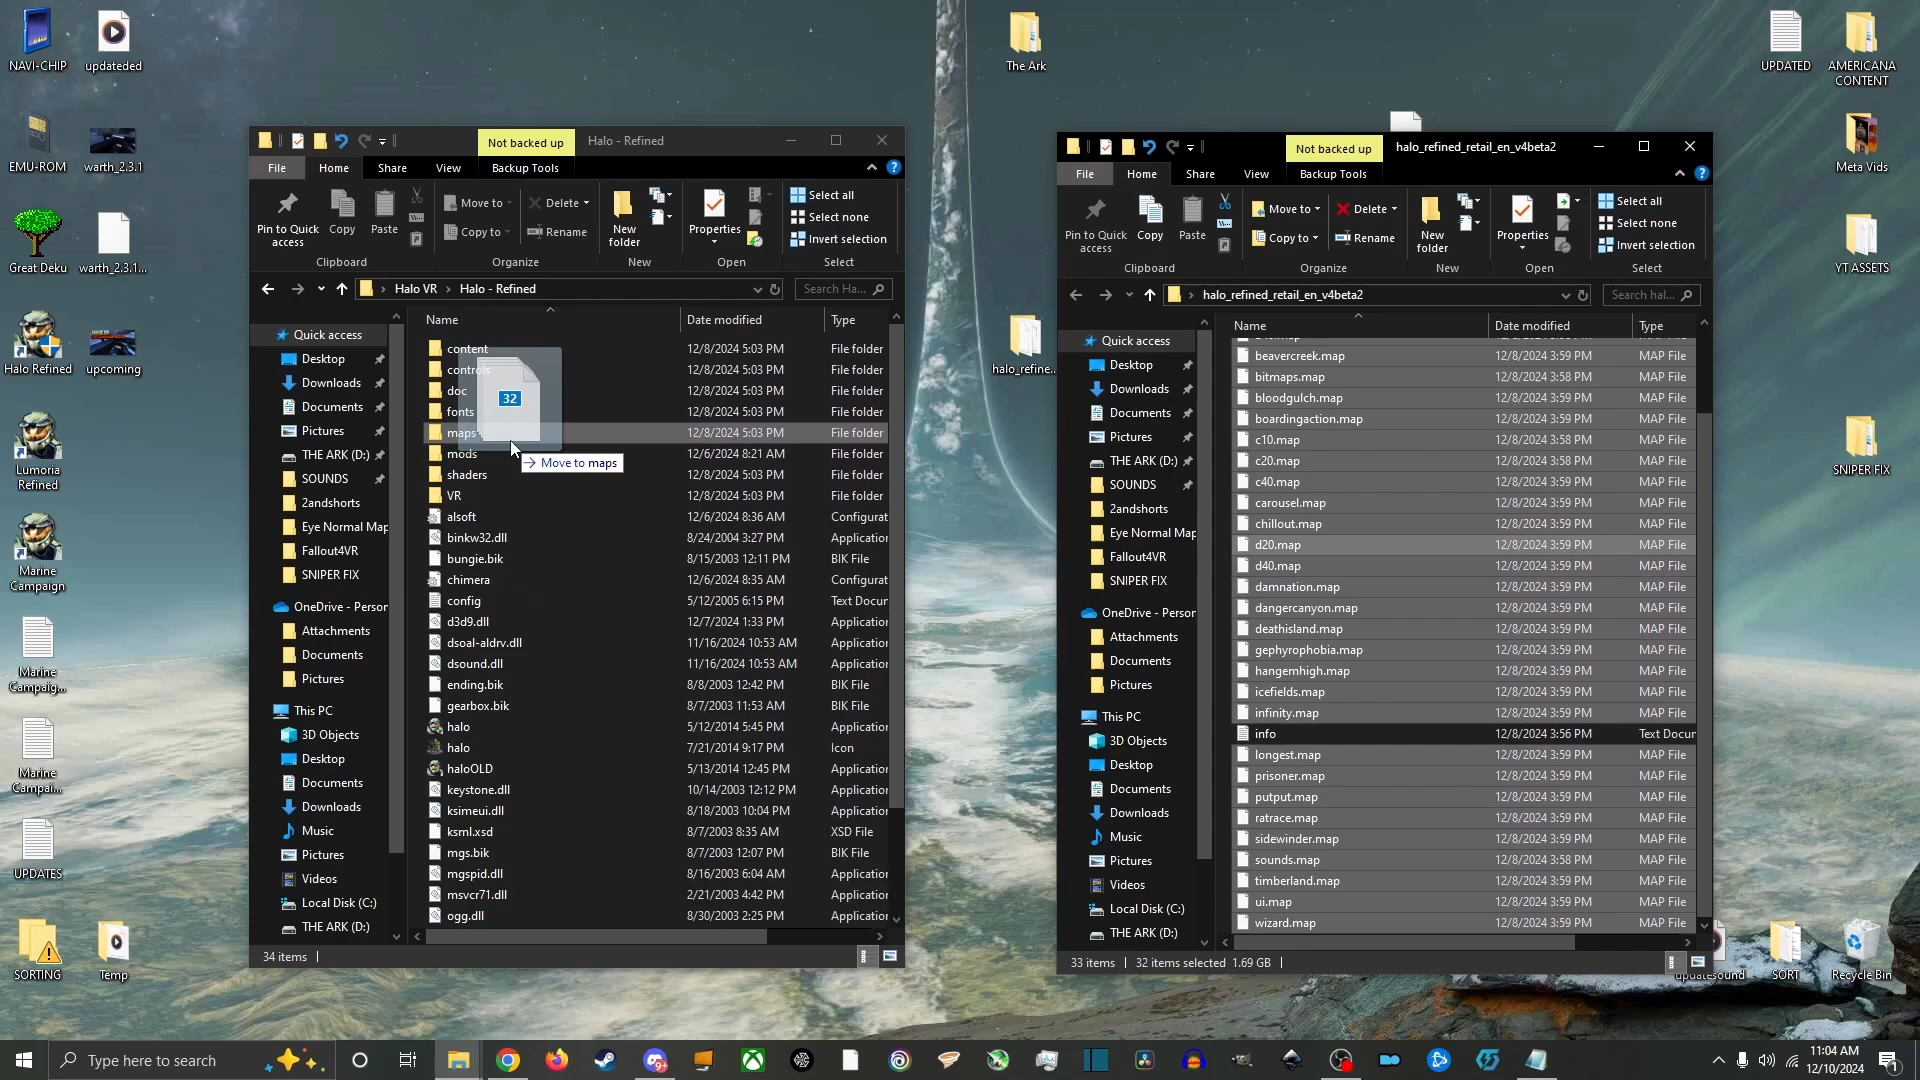 NAVI-CHIP
updateded
EMU-ROM
warth_2.3.1
Great Deku
warth_2.3.1...
Halo Refined
upcoming
Lumoria
Refined
Marine
Campaign
Marine
Campaig...
Marine
Campai...
UPDATES
SORTING
Temp
The Ark
halo_refine...
UPDATED
AMERICANA
CONTENT
Meta Vids
YT ASSETS
SNIPER FIX
updatesound
SORT
Recycle Bin
Not backed up
Halo - Refined
File
Home
Share
View
Backup Tools
Pin to Quick
access
Copy
Paste
Clipboard
Move to
Copy to
Delete
Rename
Organize
New
folder
New
Properties
Open
Select all
Select none
Invert selection
Select
Halo VR › Halo - Refined
Search Ha...
Quick access
Desktop
Downloads
Documents
Pictures
THE ARK (D:)
SOUNDS
2andshorts
Eye Normal Map
Fallout4VR
SNIPER FIX
OneDrive - Person
Attachments
Documents
Pictures
This PC
3D Objects
Desktop
Documents
Downloads
Music
Pictures
Videos
Local Disk (C:)
THE ARK (D:)
Name Date modified Type
content 12/8/2024 5:03 PM File folder
controls 12/8/2024 5:03 PM File folder
doc 12/8/2024 5:03 PM File folder
fonts 12/8/2024 5:03 PM File folder
maps 12/8/2024 5:03 PM File folder
mods 12/6/2024 8:21 AM File folder
shaders 12/8/2024 5:03 PM File folder
VR 12/8/2024 5:03 PM File folder
alsoft 12/6/2024 8:36 AM Configurat
binkw32.dll 8/24/2004 3:27 PM Application
bungie.bik 8/15/2003 12:11 PM BIK File
chimera 12/6/2024 8:35 AM Configurat
config 5/12/2005 6:15 PM Text Docun
d3d9.dll 12/7/2024 1:33 PM Application
dsoal-aldrv.dll 11/16/2024 10:53 AM Application
dsound.dll 11/16/2024 10:53 AM Application
ending.bik 8/8/2003 12:42 PM BIK File
gearbox.bik 8/7/2003 11:53 AM BIK File
halo 5/12/2014 5:45 PM Application
halo 7/21/2014 9:17 PM Icon
haloOLD 5/13/2014 12:45 PM Application
keystone.dll 10/14/2003 12:12 PM Application
ksimeui.dll 8/18/2003 10:04 PM Application
ksml.xsd 8/7/2003 8:35 AM XSD File
mgs.bik 8/7/2003 12:07 PM BIK File
mgspid.dll 8/16/2003 6:04 AM Application
msvcr71.dll 2/21/2003 4:42 PM Application
ogg.dll 8/30/2003 2:25 PM Application
32
Move to maps
34 items
Not backed up
halo_refined_retail_en_v4beta2
File
Home
Share
View
Backup Tools
Pin to Quick
access
Copy
Paste
Clipboard
Move to
Copy to
Delete
Rename
Organize
New
folder
New
Properties
Open
Select all
Select none
Invert selection
Select
halo_refined_retail_en_v4beta2
Search hal...
Quick access
Desktop
Downloads
Documents
Pictures
THE ARK (D:)
SOUNDS
2andshorts
Eye Normal Map
Fallout4VR
SNIPER FIX
OneDrive - Person
Attachments
Documents
Pictures
This PC
3D Objects
Desktop
Documents
Downloads
Music
Pictures
Videos
Local Disk (C:)
THE ARK (D:)
Name Date modified Type
beavercreek.map 12/8/2024 3:59 PM MAP File
bitmaps.map 12/8/2024 3:58 PM MAP File
bloodgulch.map 12/8/2024 3:59 PM MAP File
boardingaction.map 12/8/2024 3:59 PM MAP File
c10.map 12/8/2024 3:58 PM MAP File
c20.map 12/8/2024 3:58 PM MAP File
c40.map 12/8/2024 3:59 PM MAP File
carousel.map 12/8/2024 3:59 PM MAP File
chillout.map 12/8/2024 3:59 PM MAP File
d20.map 12/8/2024 3:59 PM MAP File
d40.map 12/8/2024 3:59 PM MAP File
damnation.map 12/8/2024 3:59 PM MAP File
dangercanyon.map 12/8/2024 3:59 PM MAP File
deathisland.map 12/8/2024 3:59 PM MAP File
gephyrophobia.map 12/8/2024 3:59 PM MAP File
hangemhigh.map 12/8/2024 3:59 PM MAP File
icefields.map 12/8/2024 3:59 PM MAP File
infinity.map 12/8/2024 3:59 PM MAP File
info 12/8/2024 3:56 PM Text Docun
longest.map 12/8/2024 3:59 PM MAP File
prisoner.map 12/8/2024 3:59 PM MAP File
putput.map 12/8/2024 3:59 PM MAP File
ratrace.map 12/8/2024 3:59 PM MAP File
sidewinder.map 12/8/2024 3:59 PM MAP File
sounds.map 12/8/2024 3:58 PM MAP File
timberland.map 12/8/2024 3:59 PM MAP File
ui.map 12/8/2024 3:59 PM MAP File
wizard.map 12/8/2024 3:59 PM MAP File
33 items
32 items selected 1.69 GB
Type here to search
9+
11:04 AM
12/10/2024
1